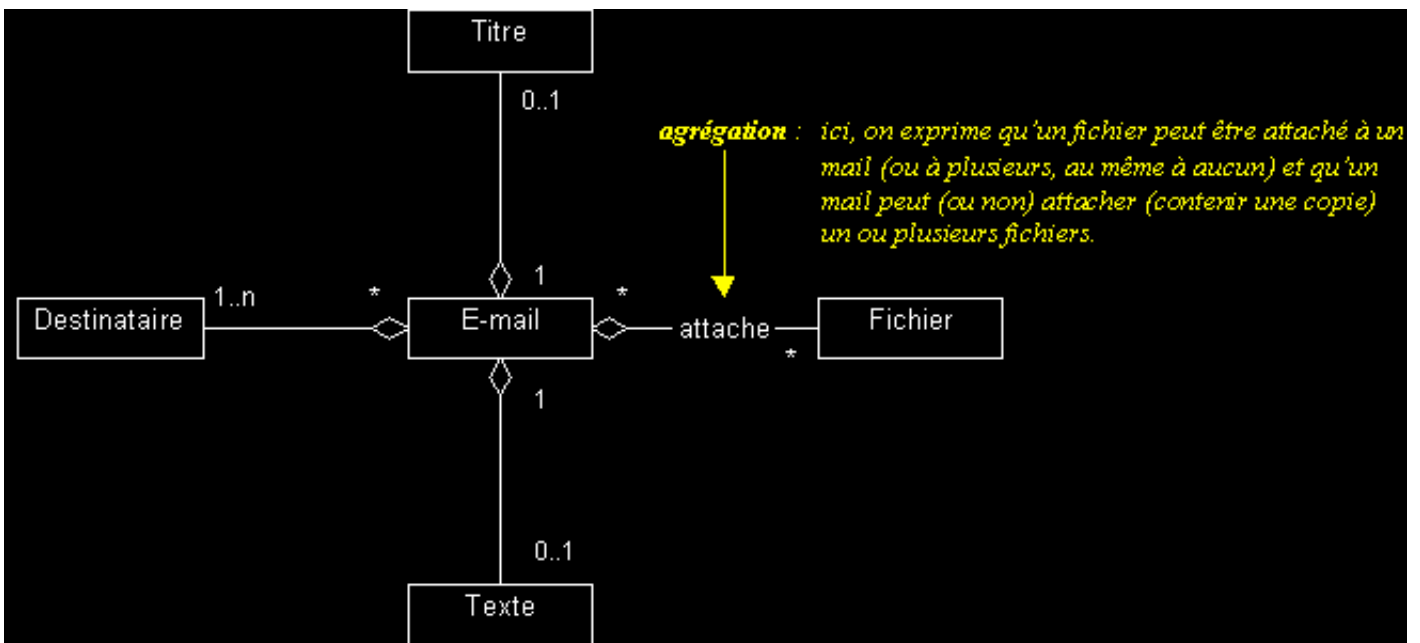 Titre
0..1
agrégation : ici, on exprime qu'un fichier peut être attaché à un
mail (ou à plusieurs, au même à aucun) et qu'un
mail peut (ou non) attacher (contenir une copie)
un ou plusieurs fichiers.
1
1..n
*
*
Destinataire
E-mail
attache
Fichier
*
1
0..1
Texte